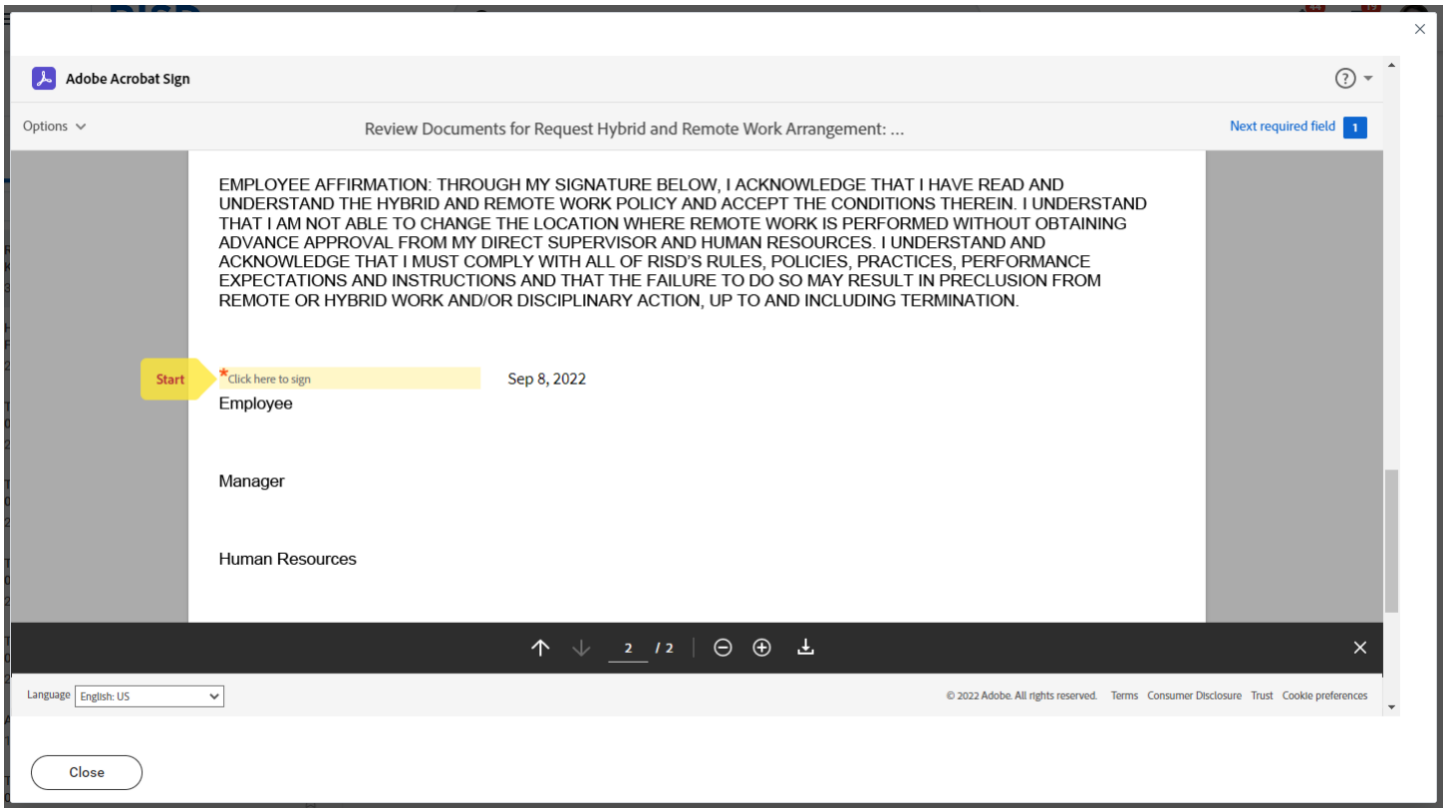 RISD
44
19
Adobe Acrobat Sign
Options
Review Documents for Request Hybrid and Remote Work Arrangement: ...
Next required field 1
EMPLOYEE AFFIRMATION: THROUGH MY SIGNATURE BELOW, I ACKNOWLEDGE THAT I HAVE READ AND
UNDERSTAND THE HYBRID AND REMOTE WORK POLICY AND ACCEPT THE CONDITIONS THEREIN. I UNDERSTAND
THAT I AM NOT ABLE TO CHANGE THE LOCATION WHERE REMOTE WORK IS PERFORMED WITHOUT OBTAINING
ADVANCE APPROVAL FROM MY DIRECT SUPERVISOR AND HUMAN RESOURCES. I UNDERSTAND AND
ACKNOWLEDGE THAT I MUST COMPLY WITH ALL OF RISD'S RULES, POLICIES, PRACTICES, PERFORMANCE
EXPECTATIONS AND INSTRUCTIONS AND THAT THE FAILURE TO DO SO MAY RESULT IN PRECLUSION FROM
REMOTE OR HYBRID WORK AND/OR DISCIPLINARY ACTION, UP TO AND INCLUDING TERMINATION.
Start *Click here to sign Sep 8, 2022
Employee
Manager
Human Resources
2 / 2
Language English: US © 2022 Adobe. All rights reserved. Terms Consumer Disclosure Trust Cookie preferences
Close